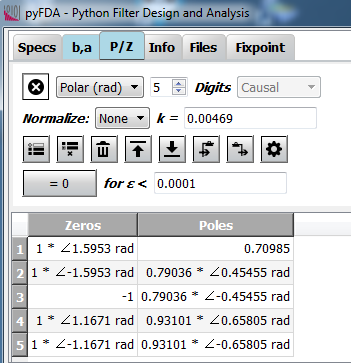 pyFDA - Python Filter Design and Analysis
Specs b,a P/Z Info Files Fixpoint
Polar (rad) 5 Digits Causal
Normalize: None k = 0.00469
= 0 for ε < 0.0001
Zeros Poles
1 1 * ∠1.5953 rad 0.70985
2 1 * ∠-1.5953 rad 0.79036 * ∠0.45455 rad
3 -1 0.79036 * ∠-0.45455 rad
4 1 * ∠1.1671 rad 0.93101 * ∠0.65805 rad
5 1 * ∠-1.1671 rad 0.93101 * ∠-0.65805 rad